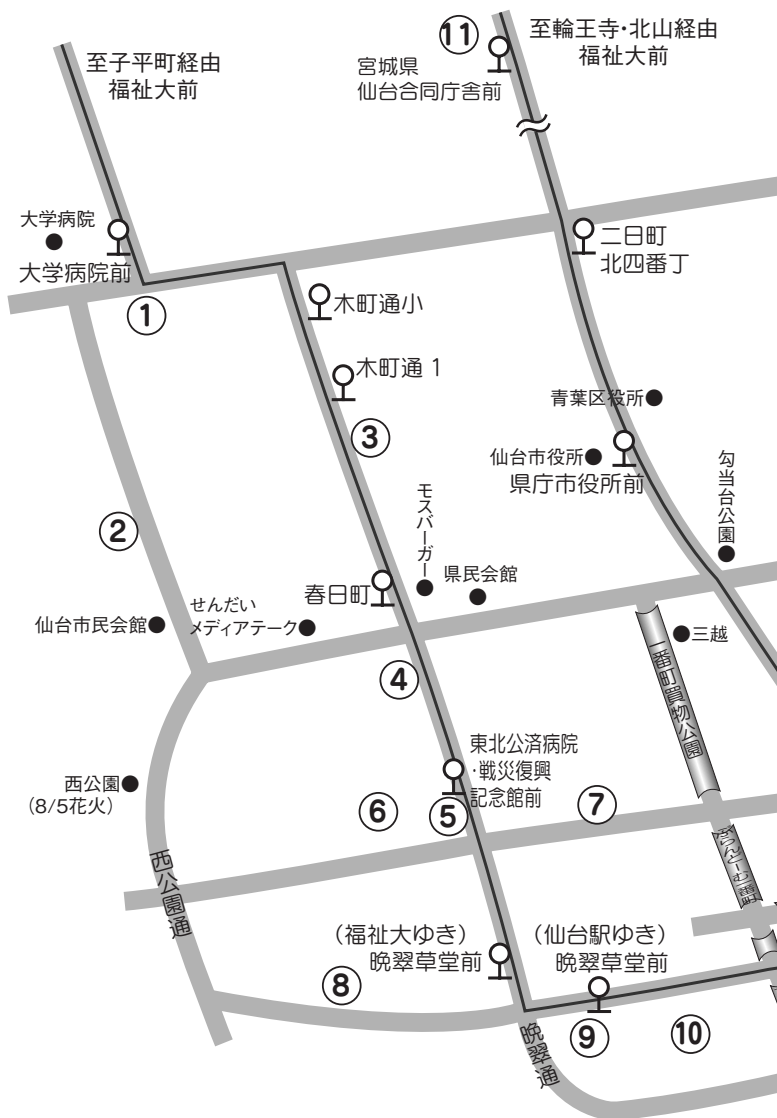 至子平町経由
福祉大前
⑪
至輪王寺・北山経由
福祉大前
宮城県
仙台合同庁舎前
大学病院
大学病院前
①
二日町
北四番丁
木町通小
木町通1
③
青葉区役所
仙台市役所
県庁市役所前
勾当台公園
②
モスバーガー
県民会館
春日町
せんだい
メディアテーク
仙台市民会館
三越
一番町買物公園
④
東北公済病院
・戦災復興
記念館前
西公園
(8/5花火)
⑥
⑤
⑦
ぶらんどーむ一番町
西公園通
(福祉大ゆき)
晩翠草堂前
(仙台駅ゆき)
晩翠草堂前
⑧
⑨
⑩
晩翠通